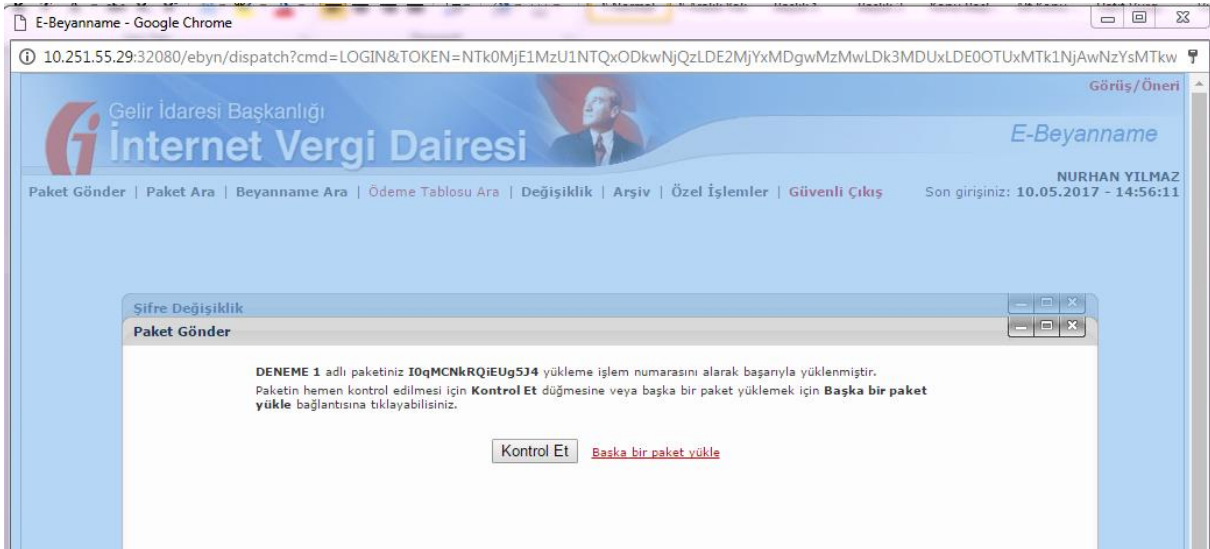 E-Beyanname - Google Chrome
10.251.55.29:32080/ebyn/dispatch?cmd=LOGIN&TOKEN=NTk0MjE1MzU1NTQxODkwNjQzLDE2MjYxMDgwMzMwLDk3MDUxLDE0OTUxMTk1NjAwNzYsMTkw
Görüş/Öneri
Gelir İdaresi Başkanlığı
İnternet Vergi Dairesi
E-Beyanname
NURHAN YILMAZ
Paket Gönder | Paket Ara | Beyanname Ara | Ödeme Tablosu Ara | Değişiklik | Arşiv | Özel İşlemler | Güvenli Çıkış Son girişiniz: 10.05.2017 - 14:56:11
Şifre Değişiklik
Paket Gönder
DENEME 1 adlı paketiniz I0qMCNkRQiEUg5J4 yükleme işlem numarasını alarak başarıyla yüklenmiştir.
Paketin hemen kontrol edilmesi için Kontrol Et düğmesine veya başka bir paket yüklemek için Başka bir paket
yükle bağlantısına tıklayabilisiniz.
Kontrol Et Başka bir paket yükle